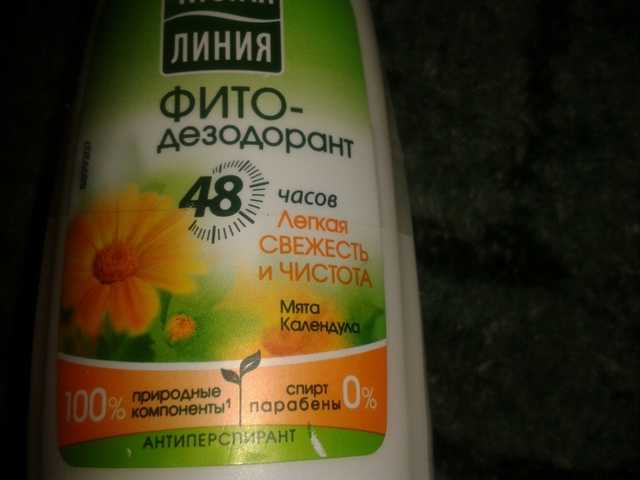 ЛИНИЯ
ФИТО-
дезодорант
48 часов
Легкая
СВЕЖЕСТЬ
и ЧИСТОТА
Мята
Календула
100% природные компоненты¹
спирт парабены 0%
АНТИПЕРСПИРАНТ